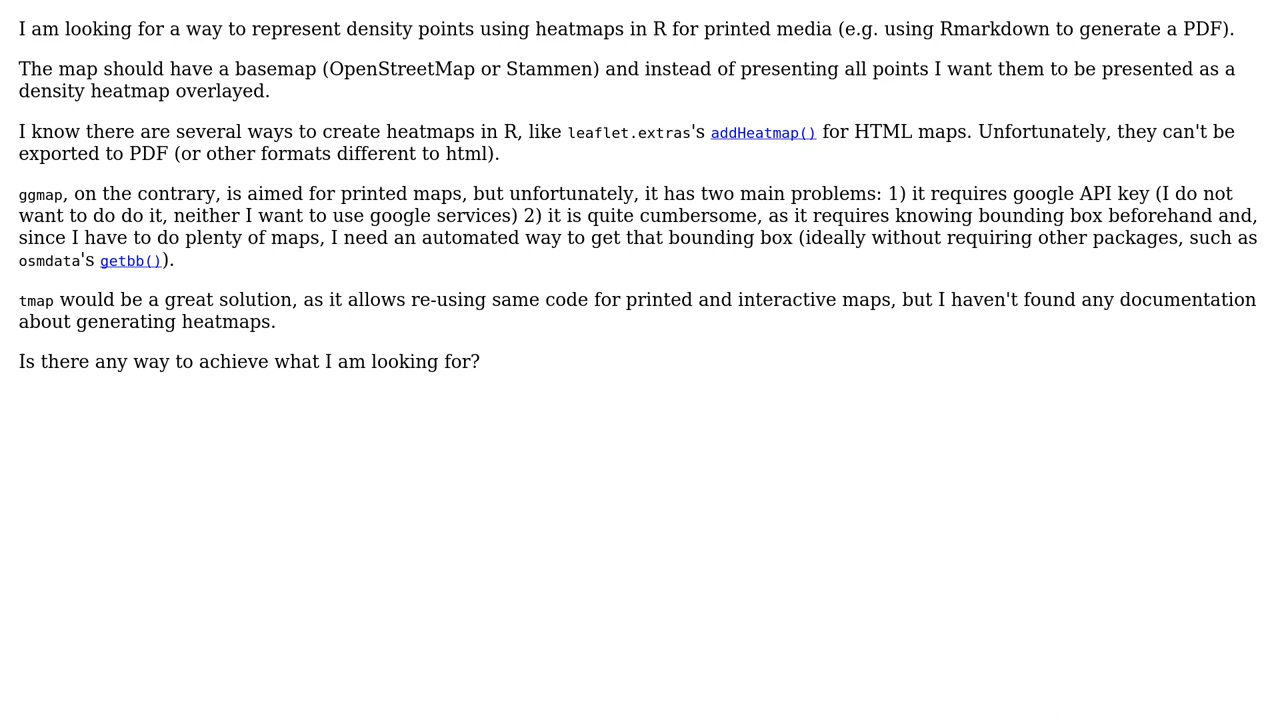 I am looking for a way to represent density points using heatmaps in R for printed media (e.g. using Rmarkdown to generate a PDF).
The map should have a basemap (OpenStreetMap or Stammen) and instead of presenting all points I want them to be presented as a
density heatmap overlayed.
I know there are several ways to create heatmaps in R, like leaflet.extras's addHeatmap() for HTML maps. Unfortunately, they can't be
exported to PDF (or other formats different to html).
ggmap, on the contrary, is aimed for printed maps, but unfortunately, it has two main problems: 1) it requires google API key (I do not
want to do do it, neither I want to use google services) 2) it is quite cumbersome, as it requires knowing bounding box beforehand and,
since I have to do plenty of maps, I need an automated way to get that bounding box (ideally without requiring other packages, such as
osmdata's getbb()).
tmap would be a great solution, as it allows re-using same code for printed and interactive maps, but I haven't found any documentation
about generating heatmaps.
Is there any way to achieve what I am looking for?